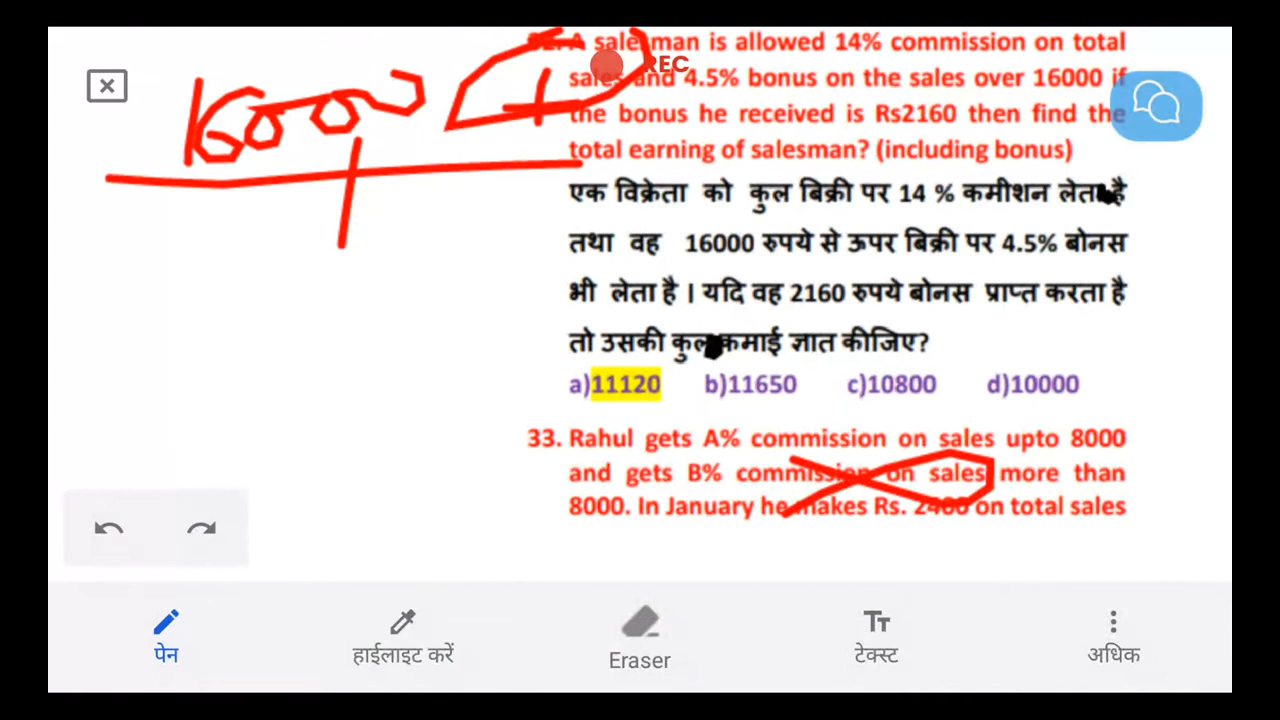 16000
REC
32. A salesman is allowed 14% commission on total
sales and 4.5% bonus on the sales over 16000 if
the bonus he received is Rs2160 then find the
total earning of salesman? (including bonus)
एक विक्रेता को कुल बिक्री पर 14 % कमीशन लेता है
तथा वह 16000 रुपये से ऊपर बिक्री पर 4.5% बोनस
भी लेता है । यदि वह 2160 रुपये बोनस प्राप्त करता है
तो उसकी कुल कमाई ज्ञात कीजिए?
a)11120 b)11650 c)10800 d)10000
33. Rahul gets A% commission on sales upto 8000
and gets B% commission on sales more than
8000. In January he makes Rs. 2400 on total sales
पेन
हाईलाइट करें
Eraser
Tт
टेक्स्ट
अधिक